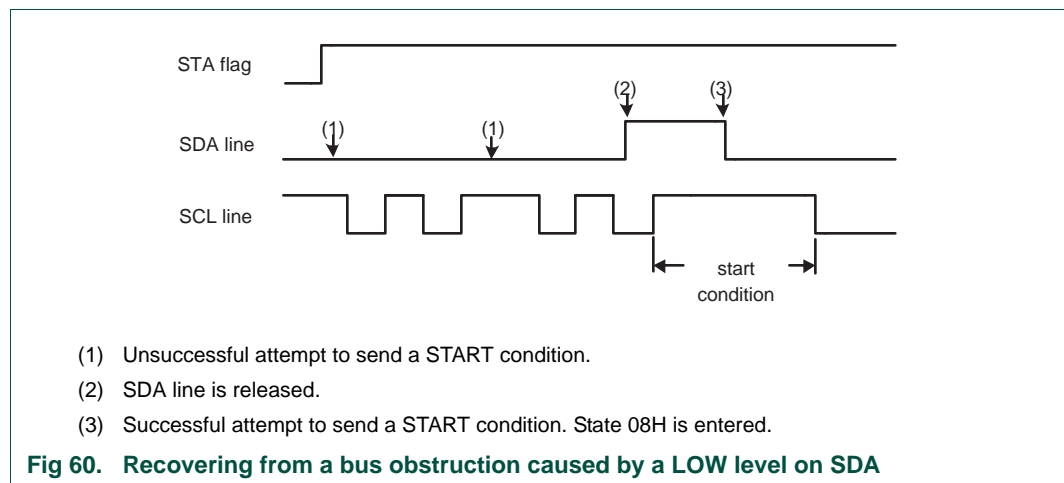 STA flag
(2) (3)
(1) (1)
SDA line
SCL line
start
condition
(1) Unsuccessful attempt to send a START condition.
(2) SDA line is released.
(3) Successful attempt to send a START condition. State 08H is entered.
Fig 60. Recovering from a bus obstruction caused by a LOW level on SDA